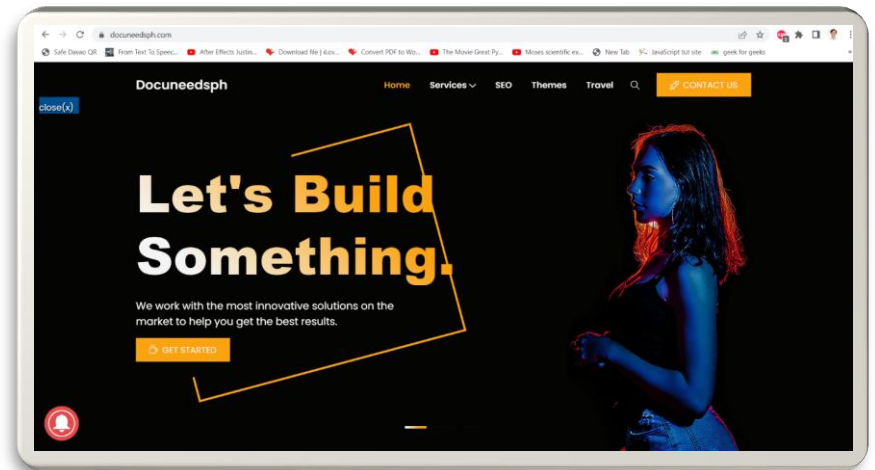 docuneedsph.com
Safe Davao QR From Text To Speec... After Effects Justin... Download file | iLov... Convert PDF to Wo... The Movie Great Py... Moses scientific ex... New Tab JavaScript tut site geek for geeks
Docuneedsph Home Services SEO Themes Travel CONTACT US
close(x)
Let's Build
Something.
We work with the most innovative solutions on the
market to help you get the best results.
GET STARTED